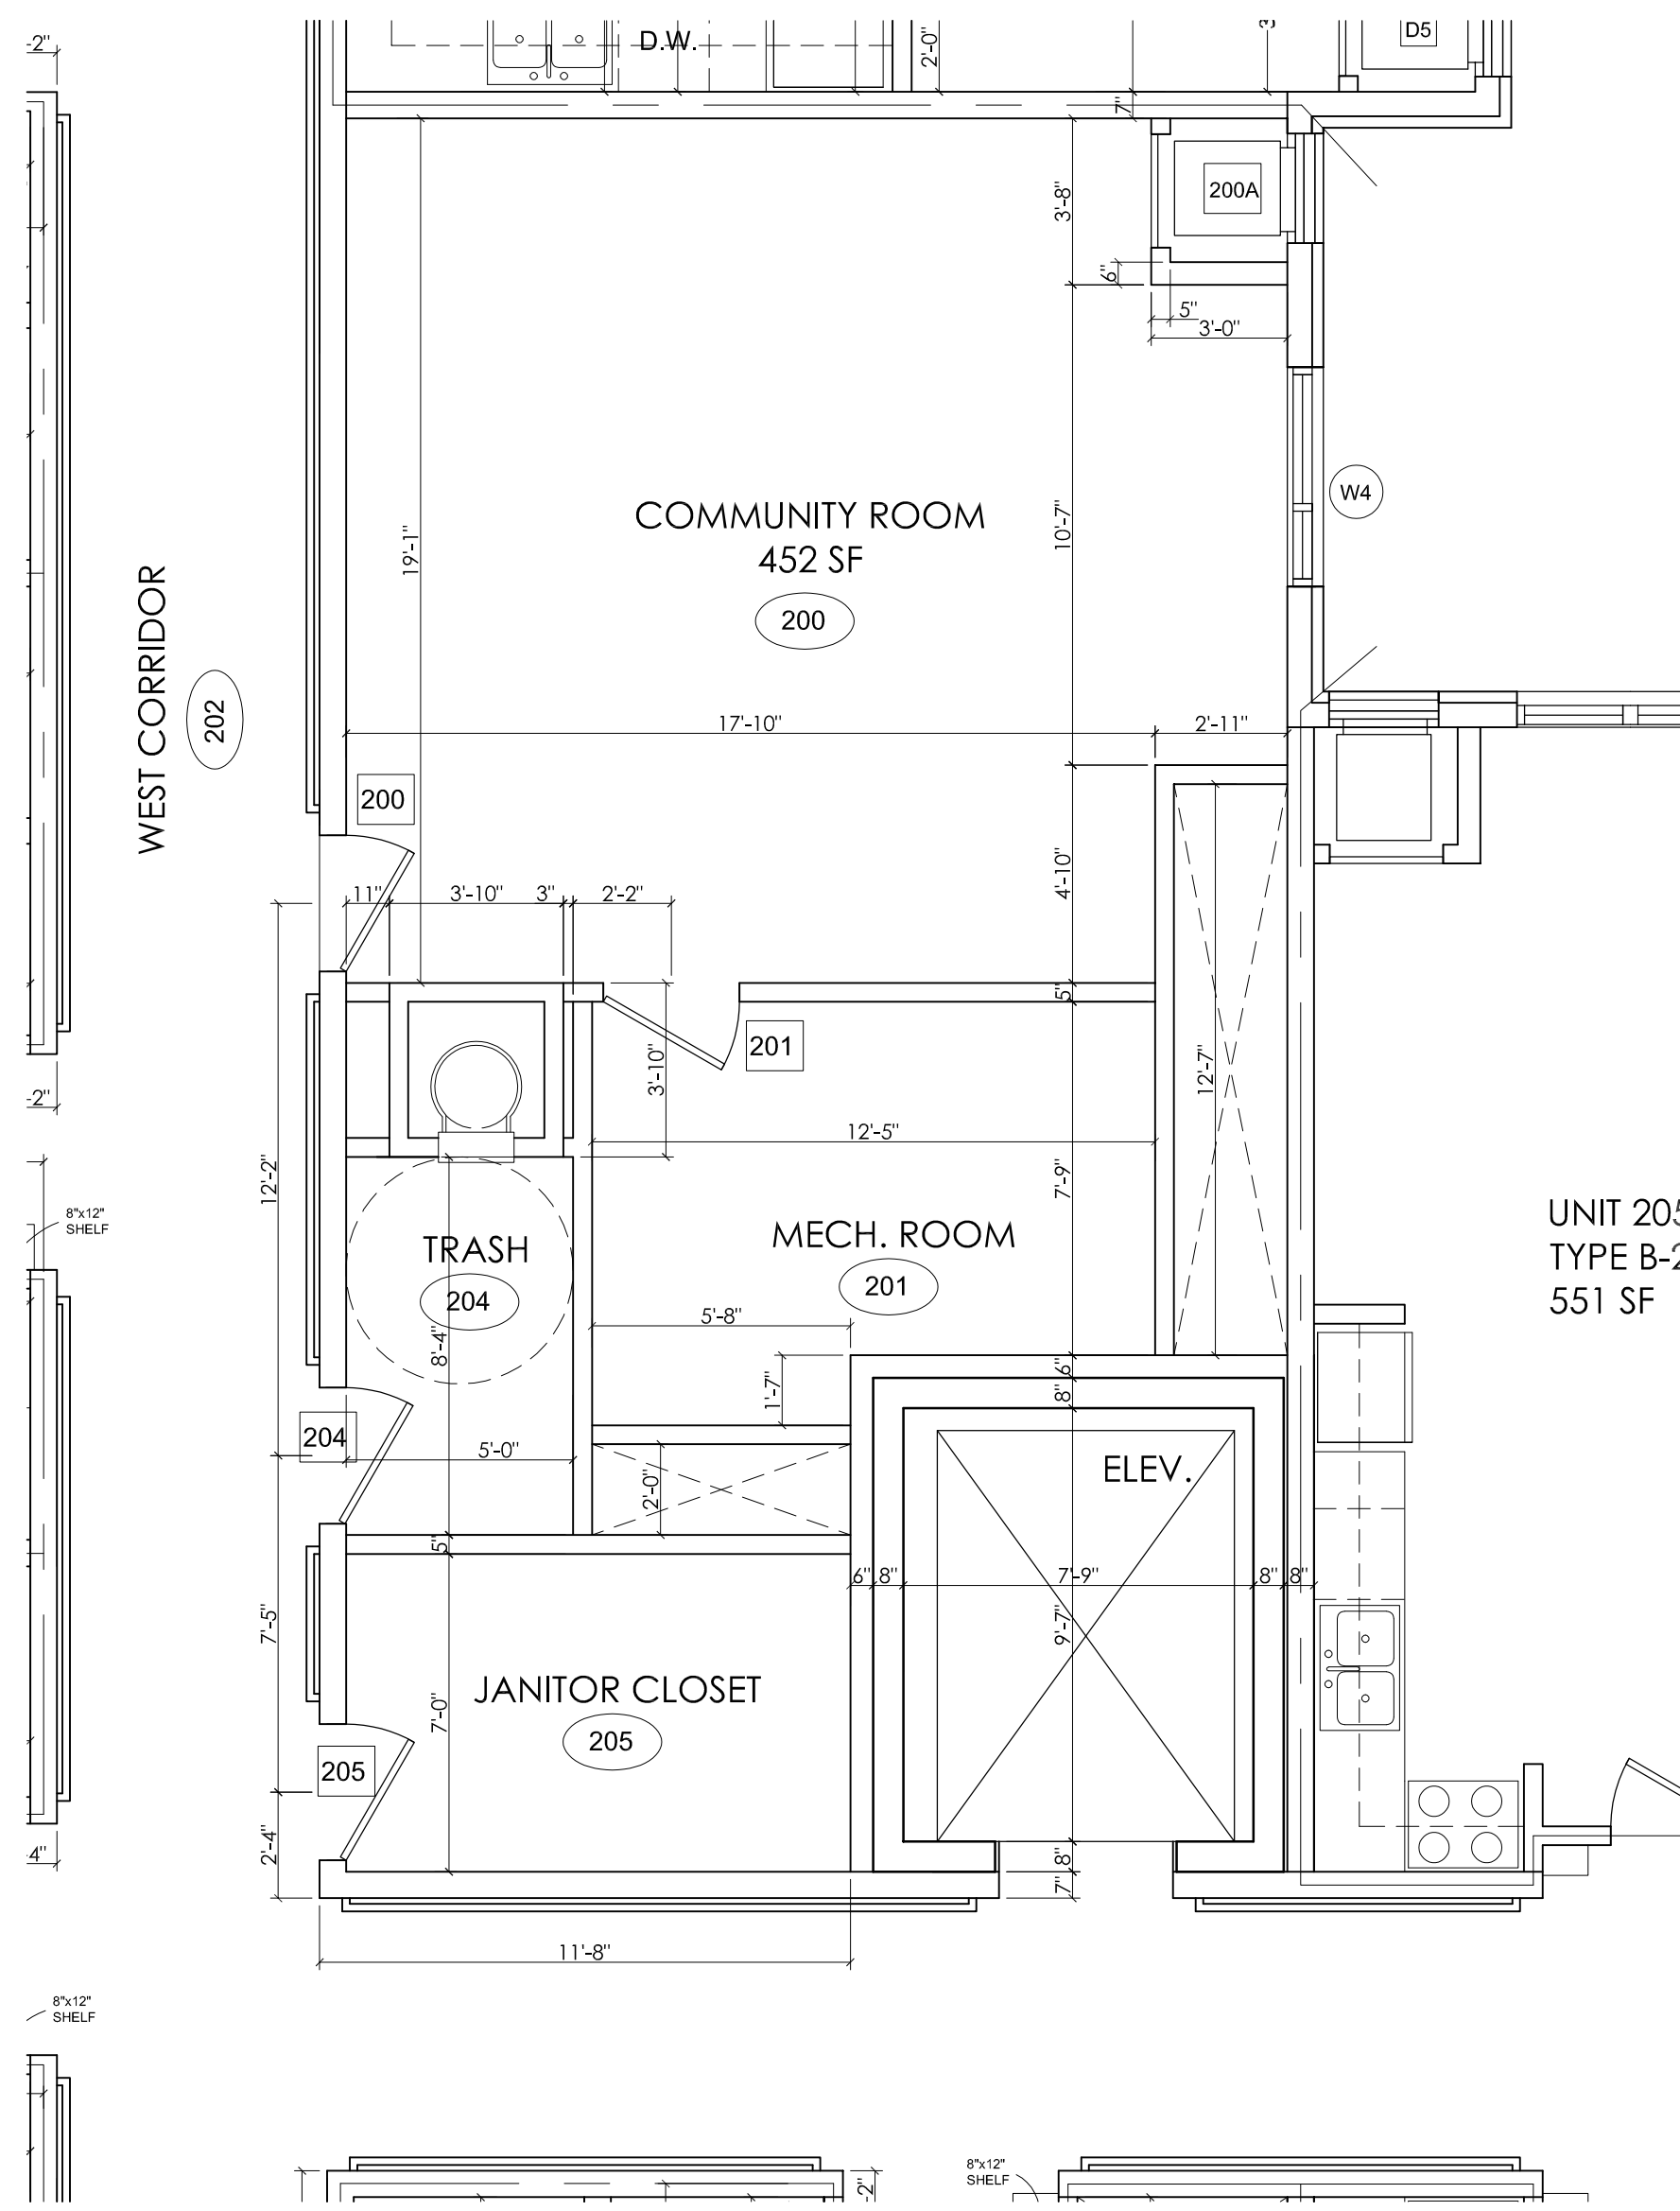 -2"
D.W.
2'-0"
D5
7"
3'-8"
200A
6"
5"
3'-0"
W4
COMMUNITY ROOM
452 SF
200
19'-1"
10'-7"
WEST CORRIDOR
202
17'-10"
2'-11"
200
11"
3'-10"
3"
2'-2"
4'-10"
5"
201
3'-10"
12'-7"
-2"
12'-5"
12'-2"
7'-9"
8"x12"
SHELF
TRASH
204
MECH. ROOM
201
UNIT 205
TYPE B-2
551 SF
8'-4"
5'-8"
1'-7"
6"
8"
204
5'-0"
2'-0"
ELEV.
5"
6"
8"
7'-9"
8"
8"
7'-5"
9'-7"
JANITOR CLOSET
205
7'-0"
205
2'-4"
-4"
8"
7"
11'-8"
8"x12"
SHELF
8"x12"
SHELF
-2"